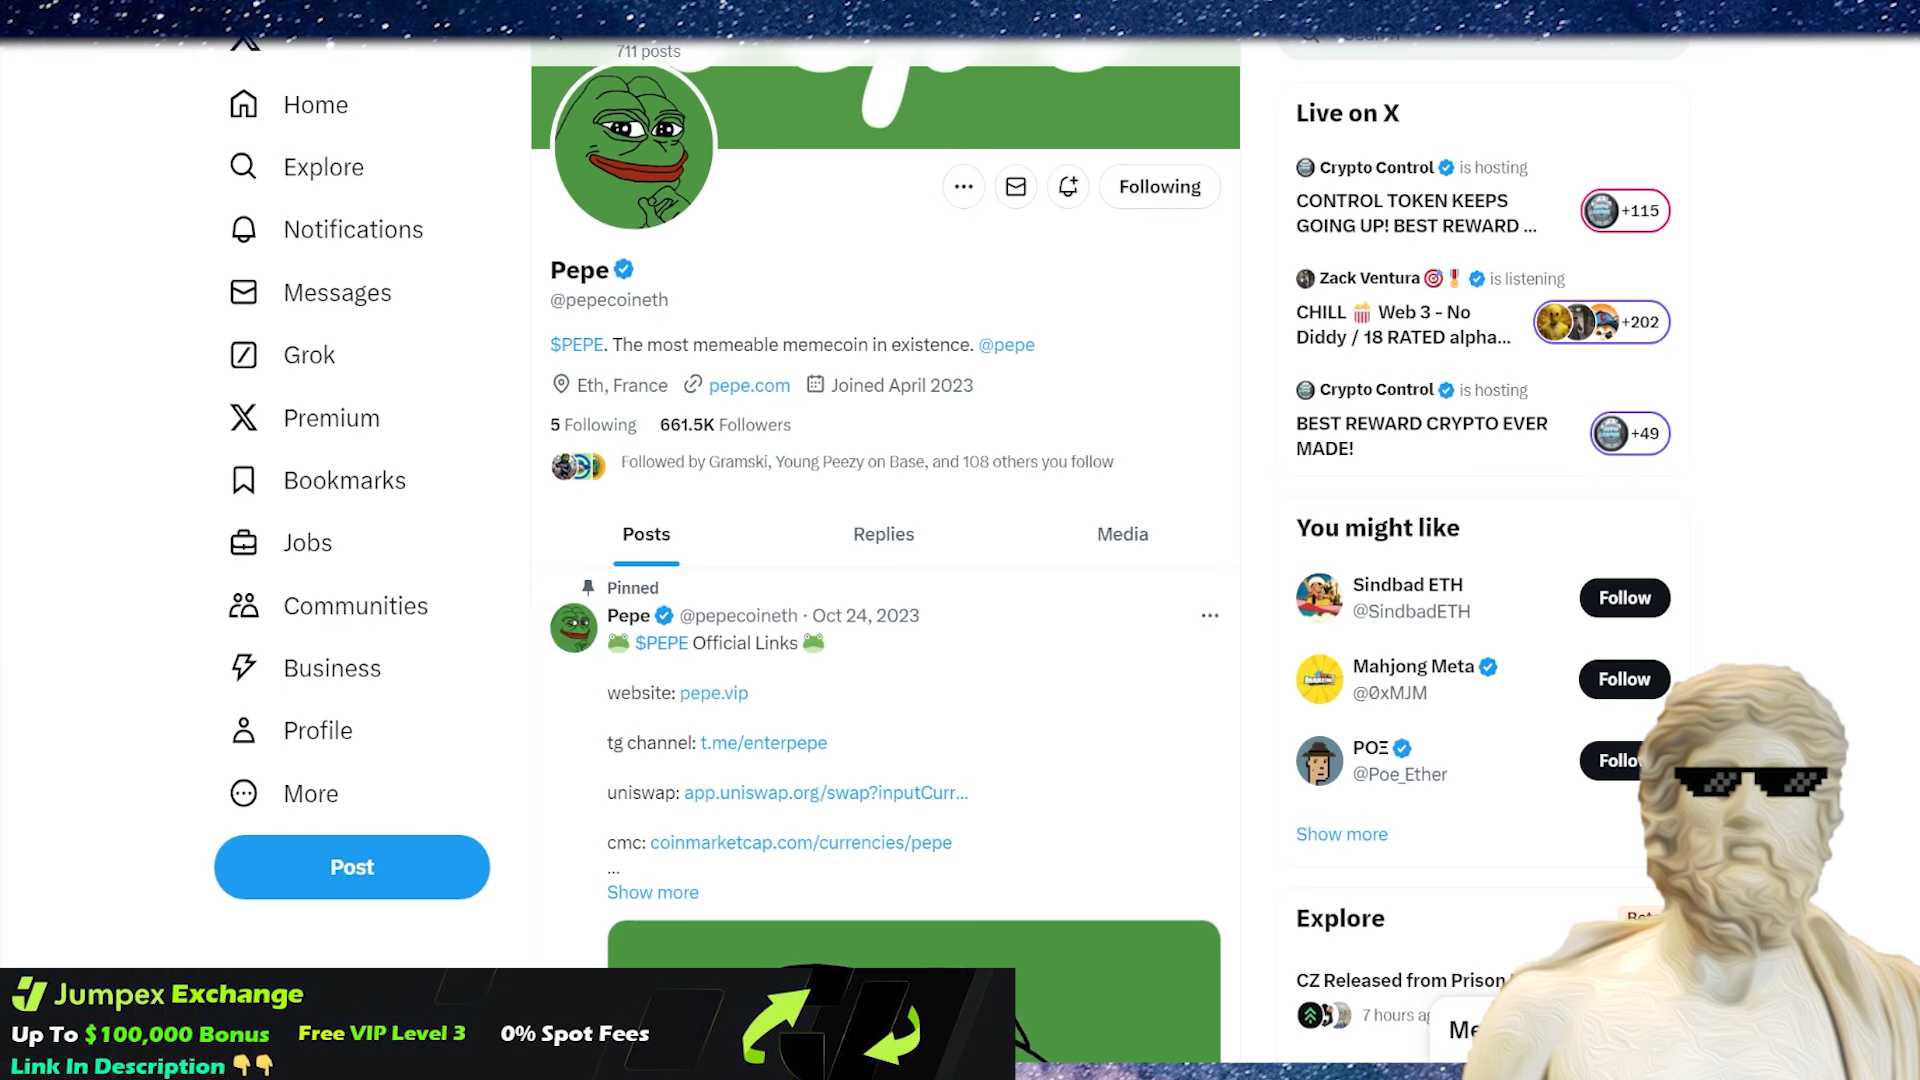 711 posts
Home
Explore
Notifications
Messages
Grok
Premium
Bookmarks
Jobs
Communities
Business
Profile
More
Post
Following
Pepe
@pepecoineth
$PEPE. The most memeable memecoin in existence. @pepe
Eth, France pepe.com Joined April 2023
5 Following 661.5K Followers
Followed by Gramski, Young Peezy on Base, and 108 others you follow
Posts Replies Media
Pinned
Pepe @pepecoineth · Oct 24, 2023
🐸 $PEPE Official Links 🐸
website: pepe.vip
tg channel: t.me/enterpepe
uniswap: app.uniswap.org/swap?inputCurr...
cmc: coinmarketcap.com/currencies/pepe
...
Show more
Live on X
Crypto Control is hosting
CONTROL TOKEN KEEPS
GOING UP! BEST REWARD ...
+115
Zack Ventura 🎯🎖️ is listening
CHILL 🍿 Web 3 - No
Diddy / 18 RATED alpha...
+202
Crypto Control is hosting
BEST REWARD CRYPTO EVER
MADE!
+49
You might like
Sindbad ETH
@SindbadETH
Follow
Mahjong Meta
@0xMJM
Follow
POΞ
@Poe_Ether
Follo
Show more
Explore
CZ Released from Prison
7 hours ag
Me
Jumpex Exchange
Up To $100,000 Bonus Free VIP Level 3 0% Spot Fees
Link In Description 👇👇